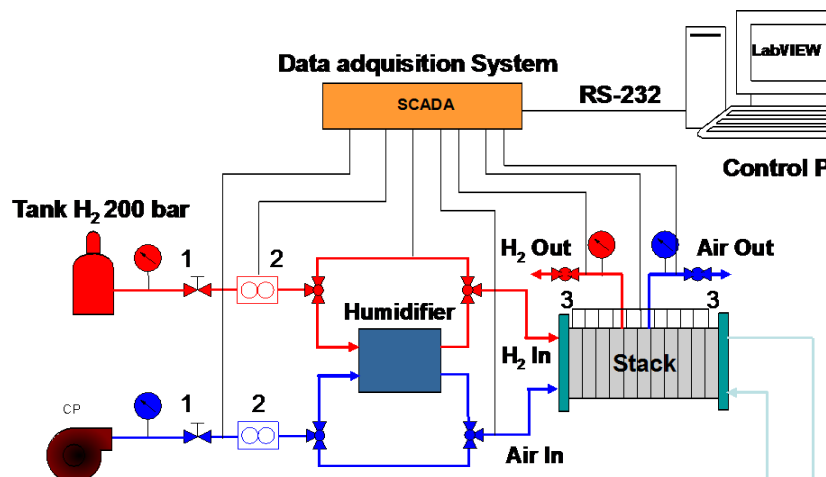 LabVIEW
Data adquisition System
SCADA
RS-232
Control P
Tank H₂ 200 bar
1
2
H₂ Out
Air Out
3
3
Humidifier
H₂ In
Stack
CP
1
2
Air In